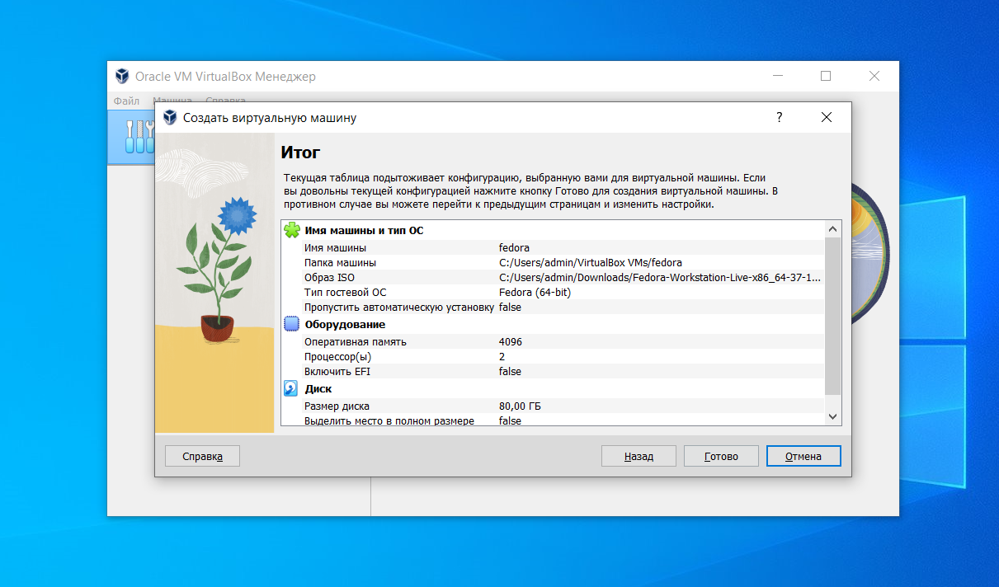 Oracle VM VirtualBox Менеджер
Файл Машина Справка
Создать виртуальную машину
?
Итог
Текущая таблица подытоживает конфигурацию, выбранную вами для виртуальной машины. Если
вы довольны текущей конфигурацией нажмите кнопку Готово для создания виртуальной машины. В
противном случае вы можете перейти к предыдущим страницам и изменить настройки.
Имя машины и тип ОС
Имя машины fedora
Папка машины C:/Users/admin/VirtualBox VMs/fedora
Образ ISO C:/Users/admin/Downloads/Fedora-Workstation-Live-x86_64-37-1...
Тип гостевой ОС Fedora (64-bit)
Пропустить автоматическую установку false
Оборудование
Оперативная память 4096
Процессор(ы) 2
Включить EFI false
Диск
Размер диска 80,00 ГБ
Выделить место в полном размере false
Справка Назад Готово Отмена